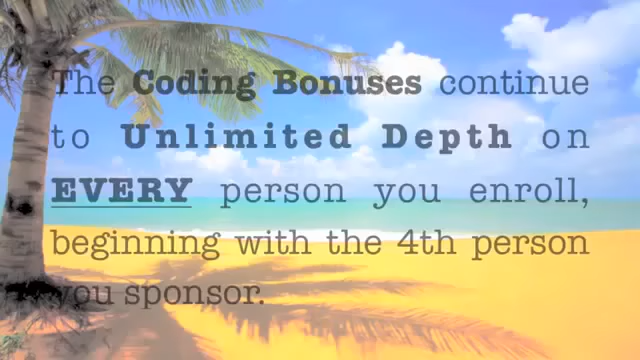 The Coding Bonuses continue
to Unlimited Depth on
EVERY person you enroll,
beginning with the 4th person
you sponsor.